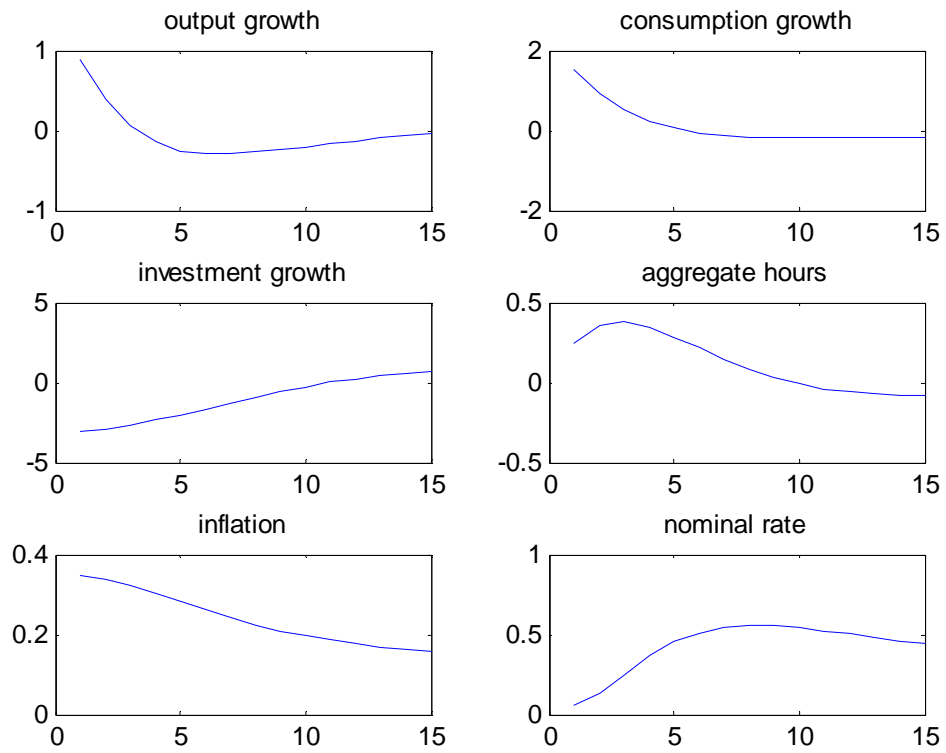 output growth
1
0
-1
0 5 10 15
consumption growth
2
0
-2
0 5 10 15
investment growth
5
0
-5
0 5 10 15
aggregate hours
0.5
0
-0.5
0 5 10 15
inflation
0.4
0.2
0
0 5 10 15
nominal rate
1
0.5
0
0 5 10 15